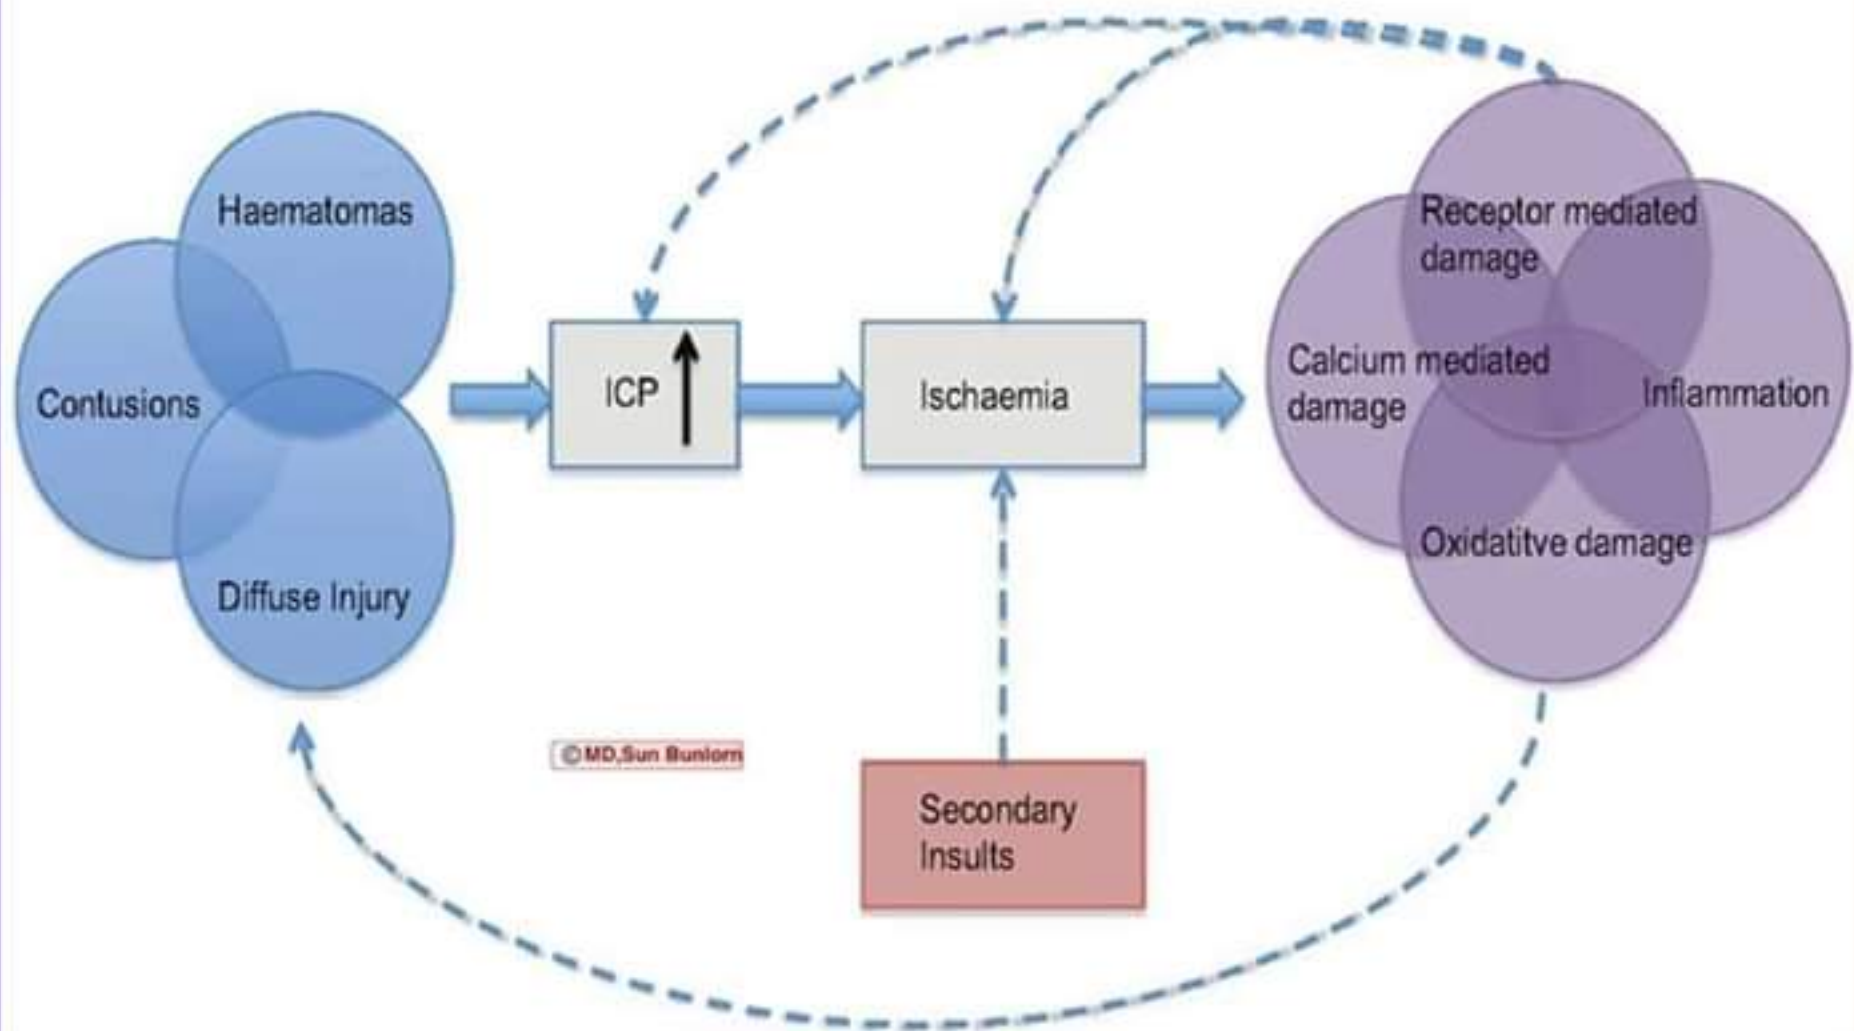 Haematomas
Contusions
Diffuse Injury
ICP
Ischaemia
Receptor mediated
damage
Calcium mediated
damage
Inflammation
Oxidatitve damage
©MD,Sun Bunlorn
Secondary
Insults